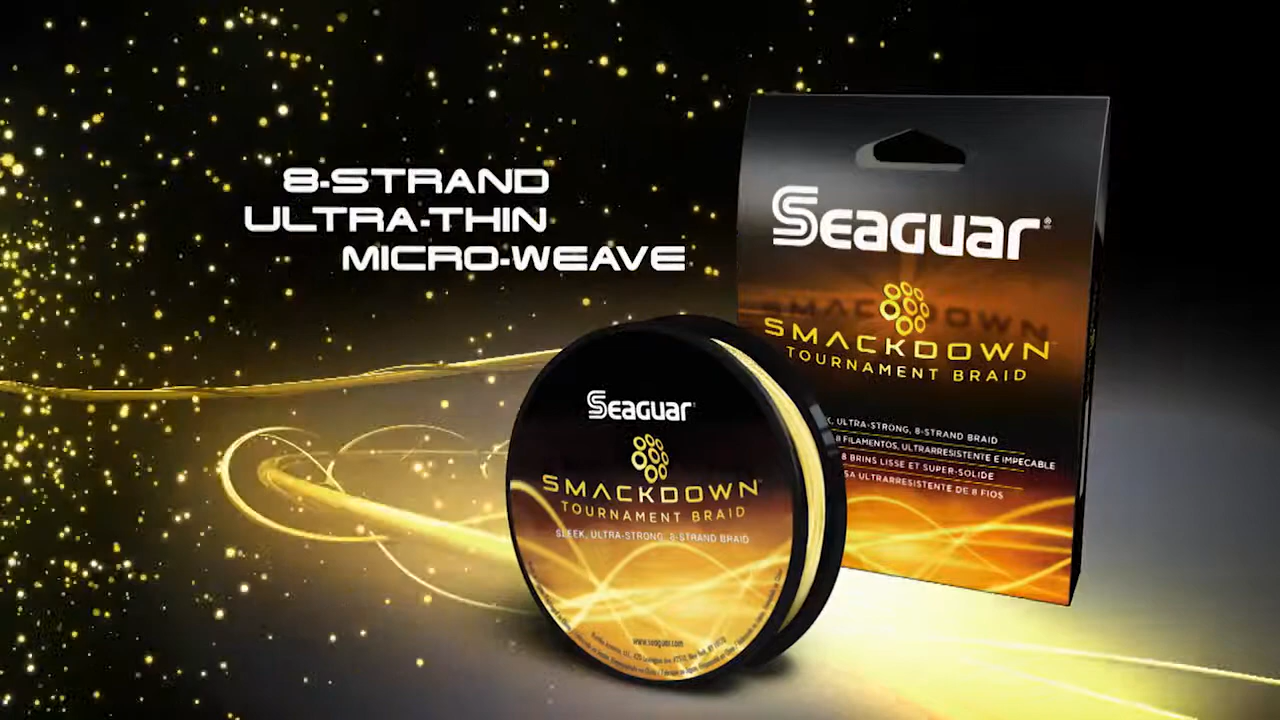 8-STRAND
ULTRA-THIN
MICRO-WEAVE
SEAGUAR®
SMACKDOWN
SMACKDOWN™
TOURNAMENT BRAID
ULTRA-STRONG, 8-STRAND BRAID
8 FILAMENTOS, ULTRARRESISTENTE E IMPECABLE
8 BRINS LISSE ET SUPER-SOLIDE
ULTRARRESISTENTE DE 8 FIOS
SEAGUAR®
SMACKDOWN™
TOURNAMENT BRAID
SLEEK, ULTRA-STRONG, 8-STRAND BRAID
www.seaguar.com